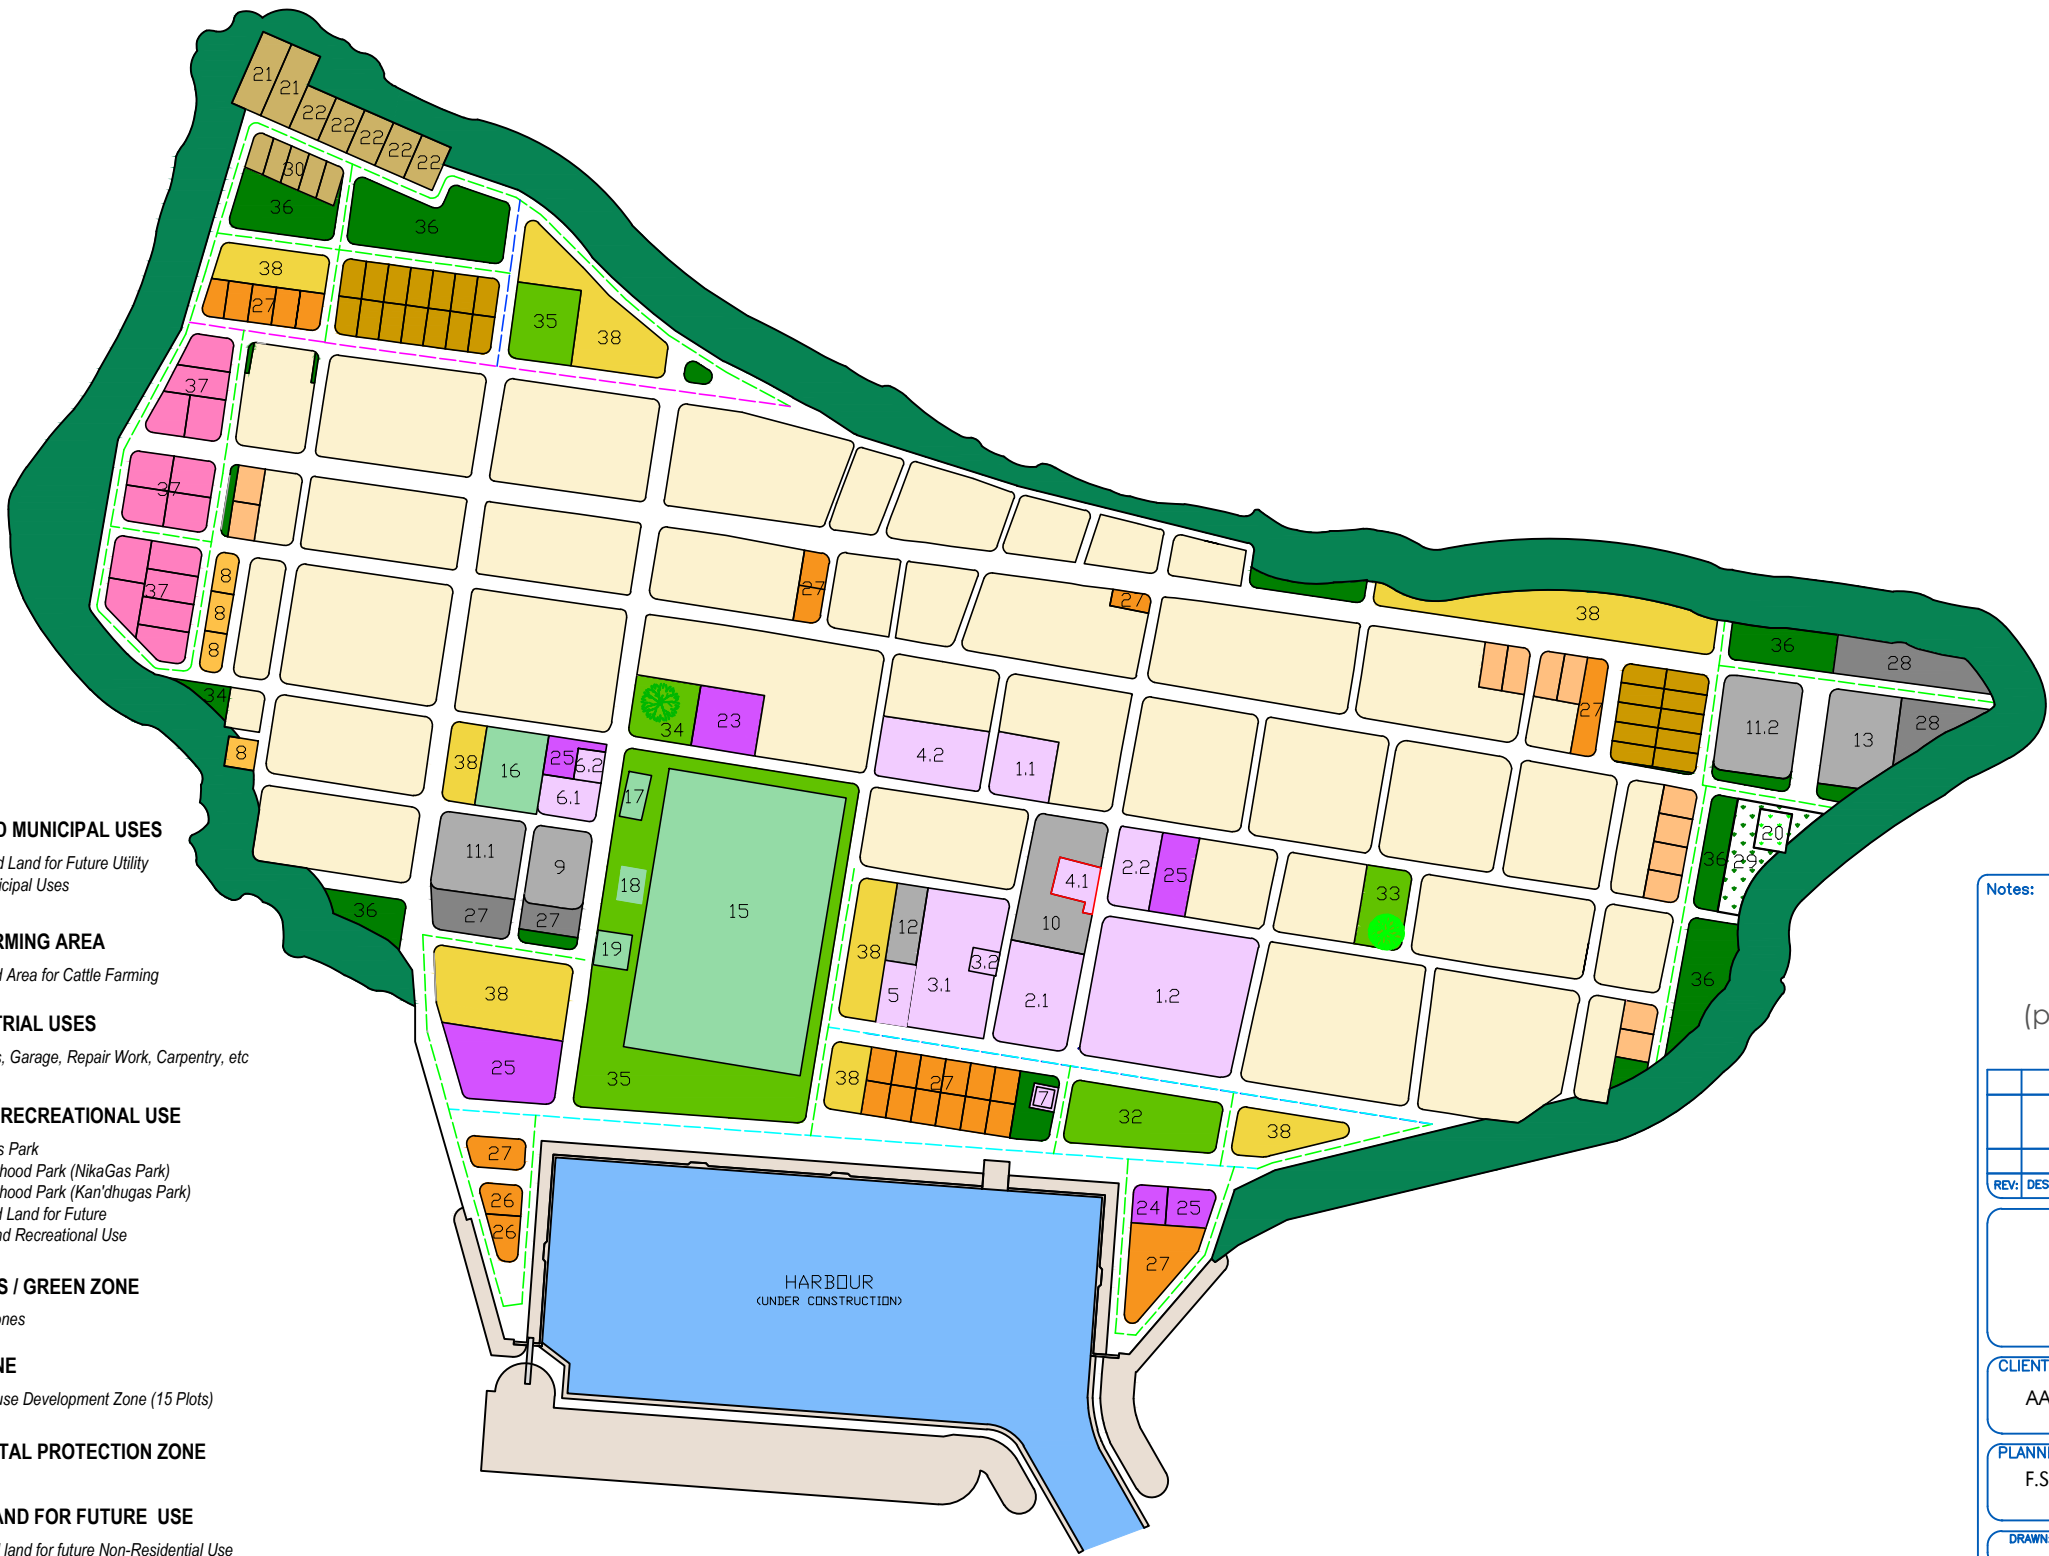 21
21
22
22
22
22
22
30
36
36
38
27
35
38
37
37
37
8
8
8
34
8
27
27
38
36
28
27
11.2
13
28
34
23
4.2
1.1
38
16
25
6.2
6.1
17
11.1
9
18
15
27
27
19
36
38
25
35
4.1
2.2
25
33
10
12
38
3.2
3.1
5
2.1
1.2
20
29
36
36
38
27
7
32
38
27
26
26
24
25
27
HARBOUR
(UNDER CONSTRUCTION)
O MUNICIPAL USES
d Land for Future Utility
icipal Uses
RMING AREA
d Area for Cattle Farming
TRIAL USES
s, Garage, Repair Work, Carpentry, etc
RECREATIONAL USE
s Park
rhood Park (NikaGas Park)
rhood Park (Kan'dhugas Park)
d Land for Future
nd Recreational Use
S / GREEN ZONE
ones
NE
use Development Zone (15 Plots)
TAL PROTECTION ZONE
AND FOR FUTURE USE
d land for future Non-Residential Use
Notes:
(p
REV: DES
CLIENT
AA
PLANNI
F.S
DRAWN: